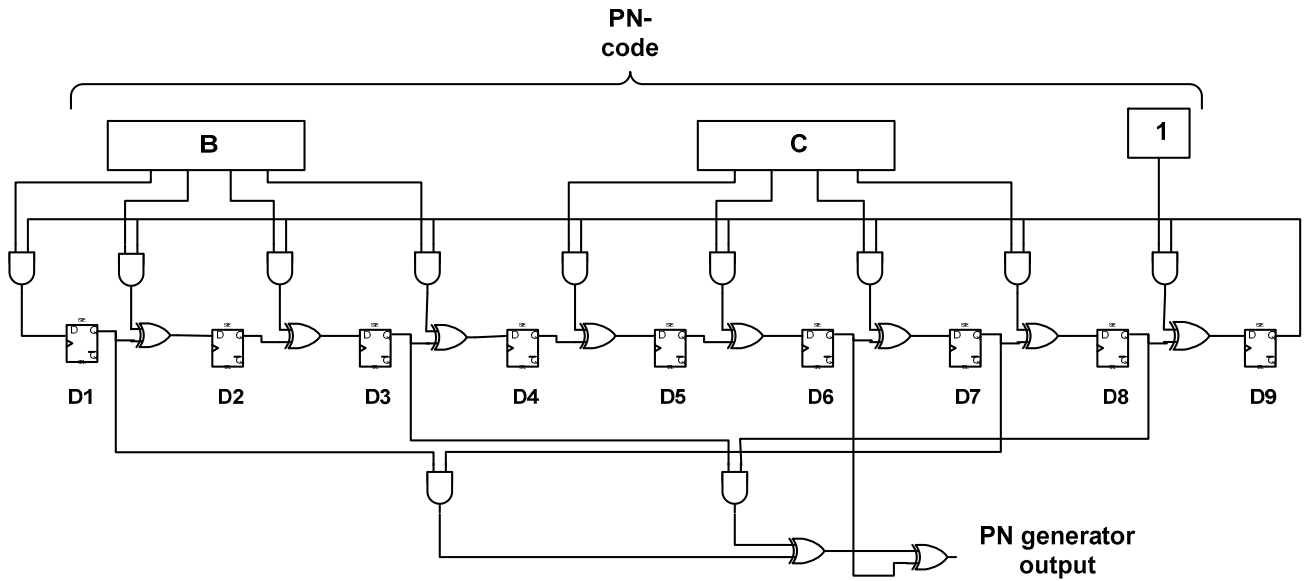 PN-
code
B
C
1
D Q
Q
D Q
Q
D Q
Q
D Q
Q
D Q
Q
D Q
Q
D Q
Q
D Q
Q
D Q
Q
D1
D2
D3
D4
D5
D6
D7
D8
D9
PN generator
output